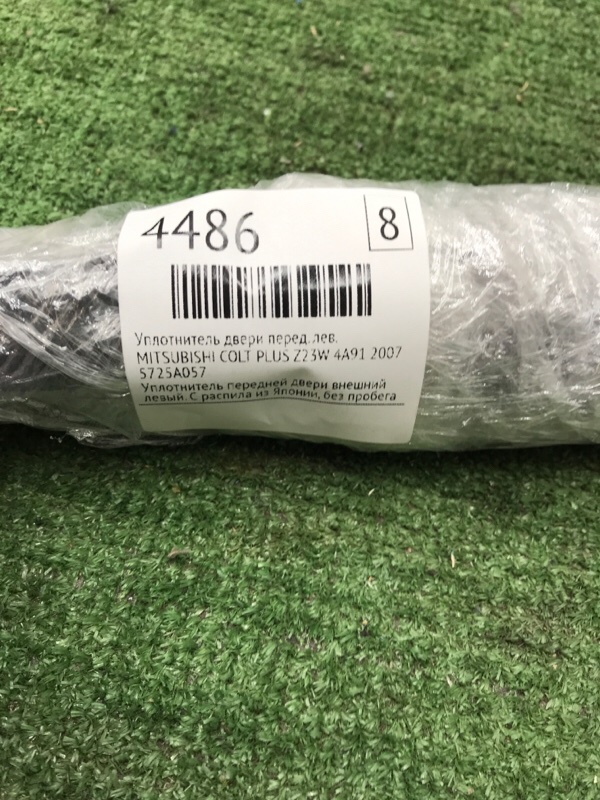 4486
8
Уплотнитель двери перед.лев.
MITSUBISHI COLT PLUS Z23W 4A91 2007
5725A057
Уплотнитель передней двери внешний
левый. С распила из Японии, без пробега